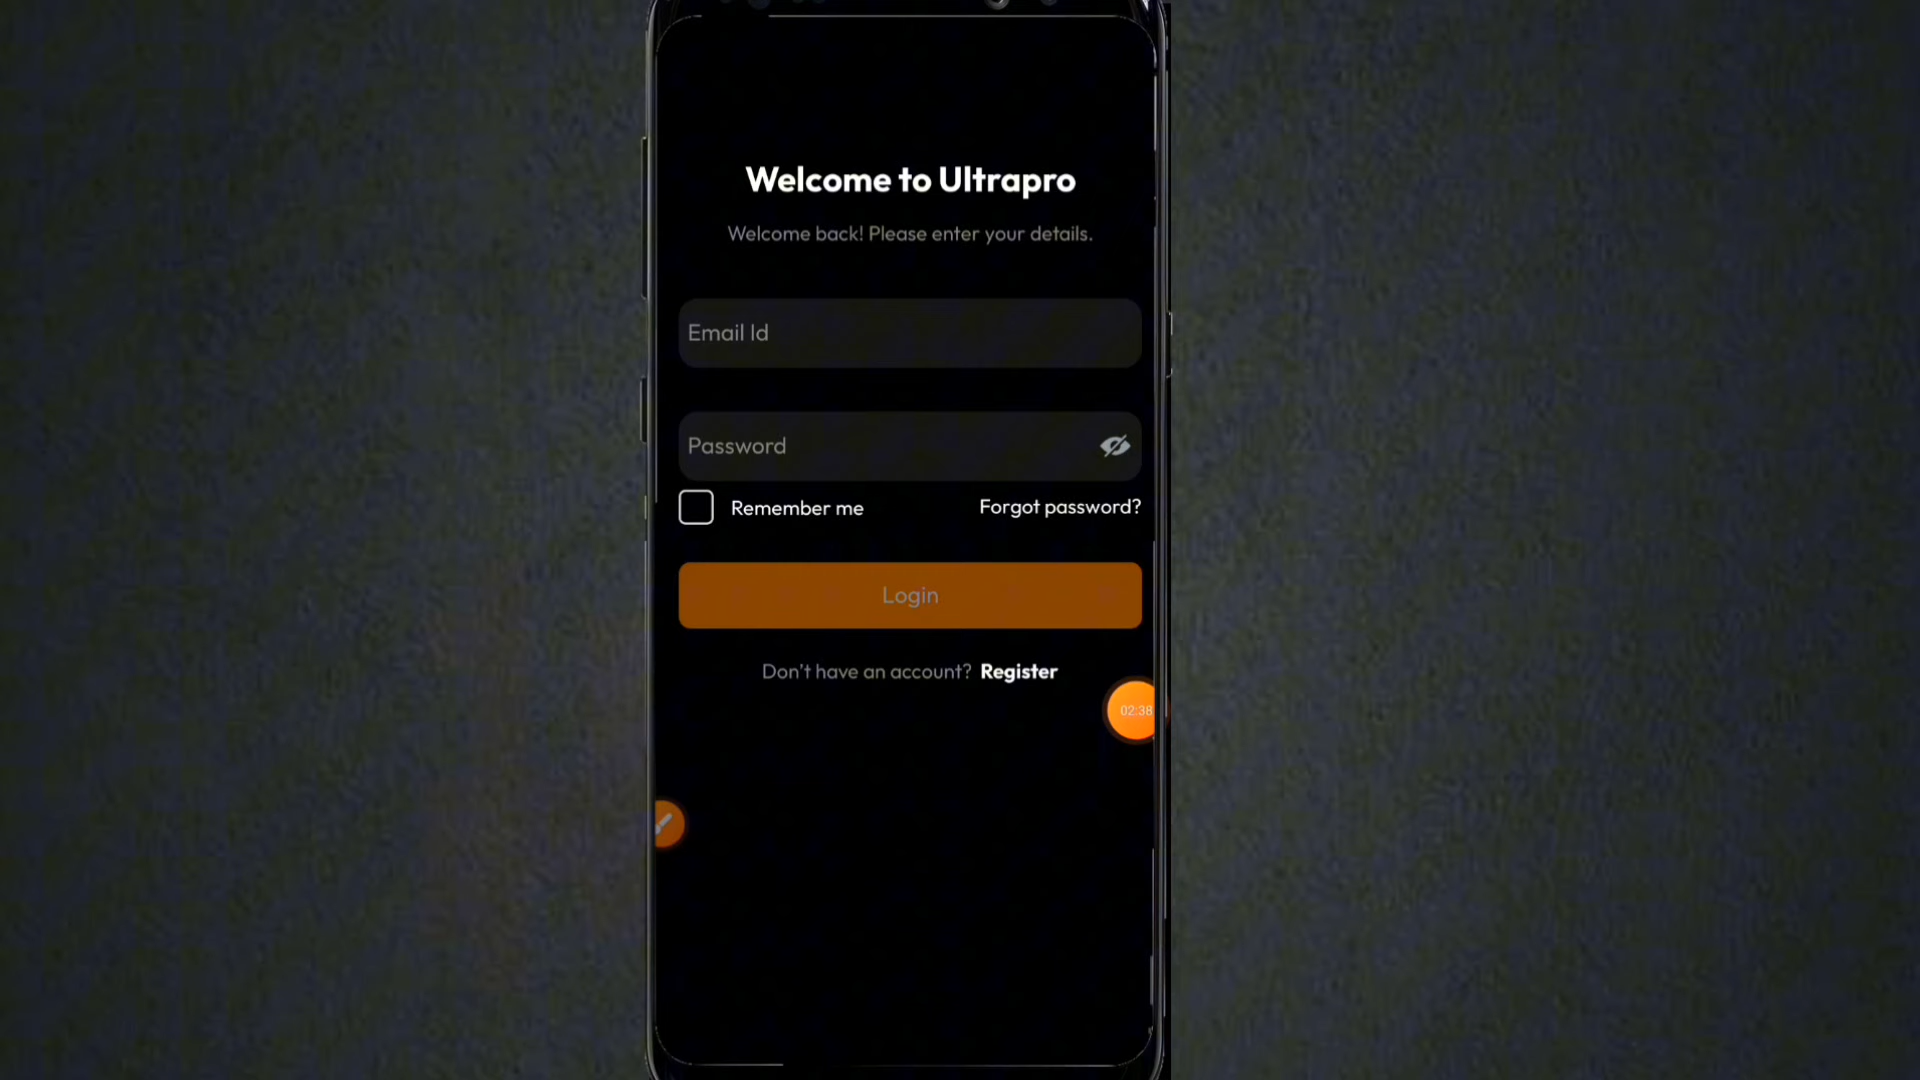 Welcome to Ultrapro
Welcome back! Please enter your details.
Email Id
Password
Remember me
Forgot password?
Login
Don't have an account? Register
02:38